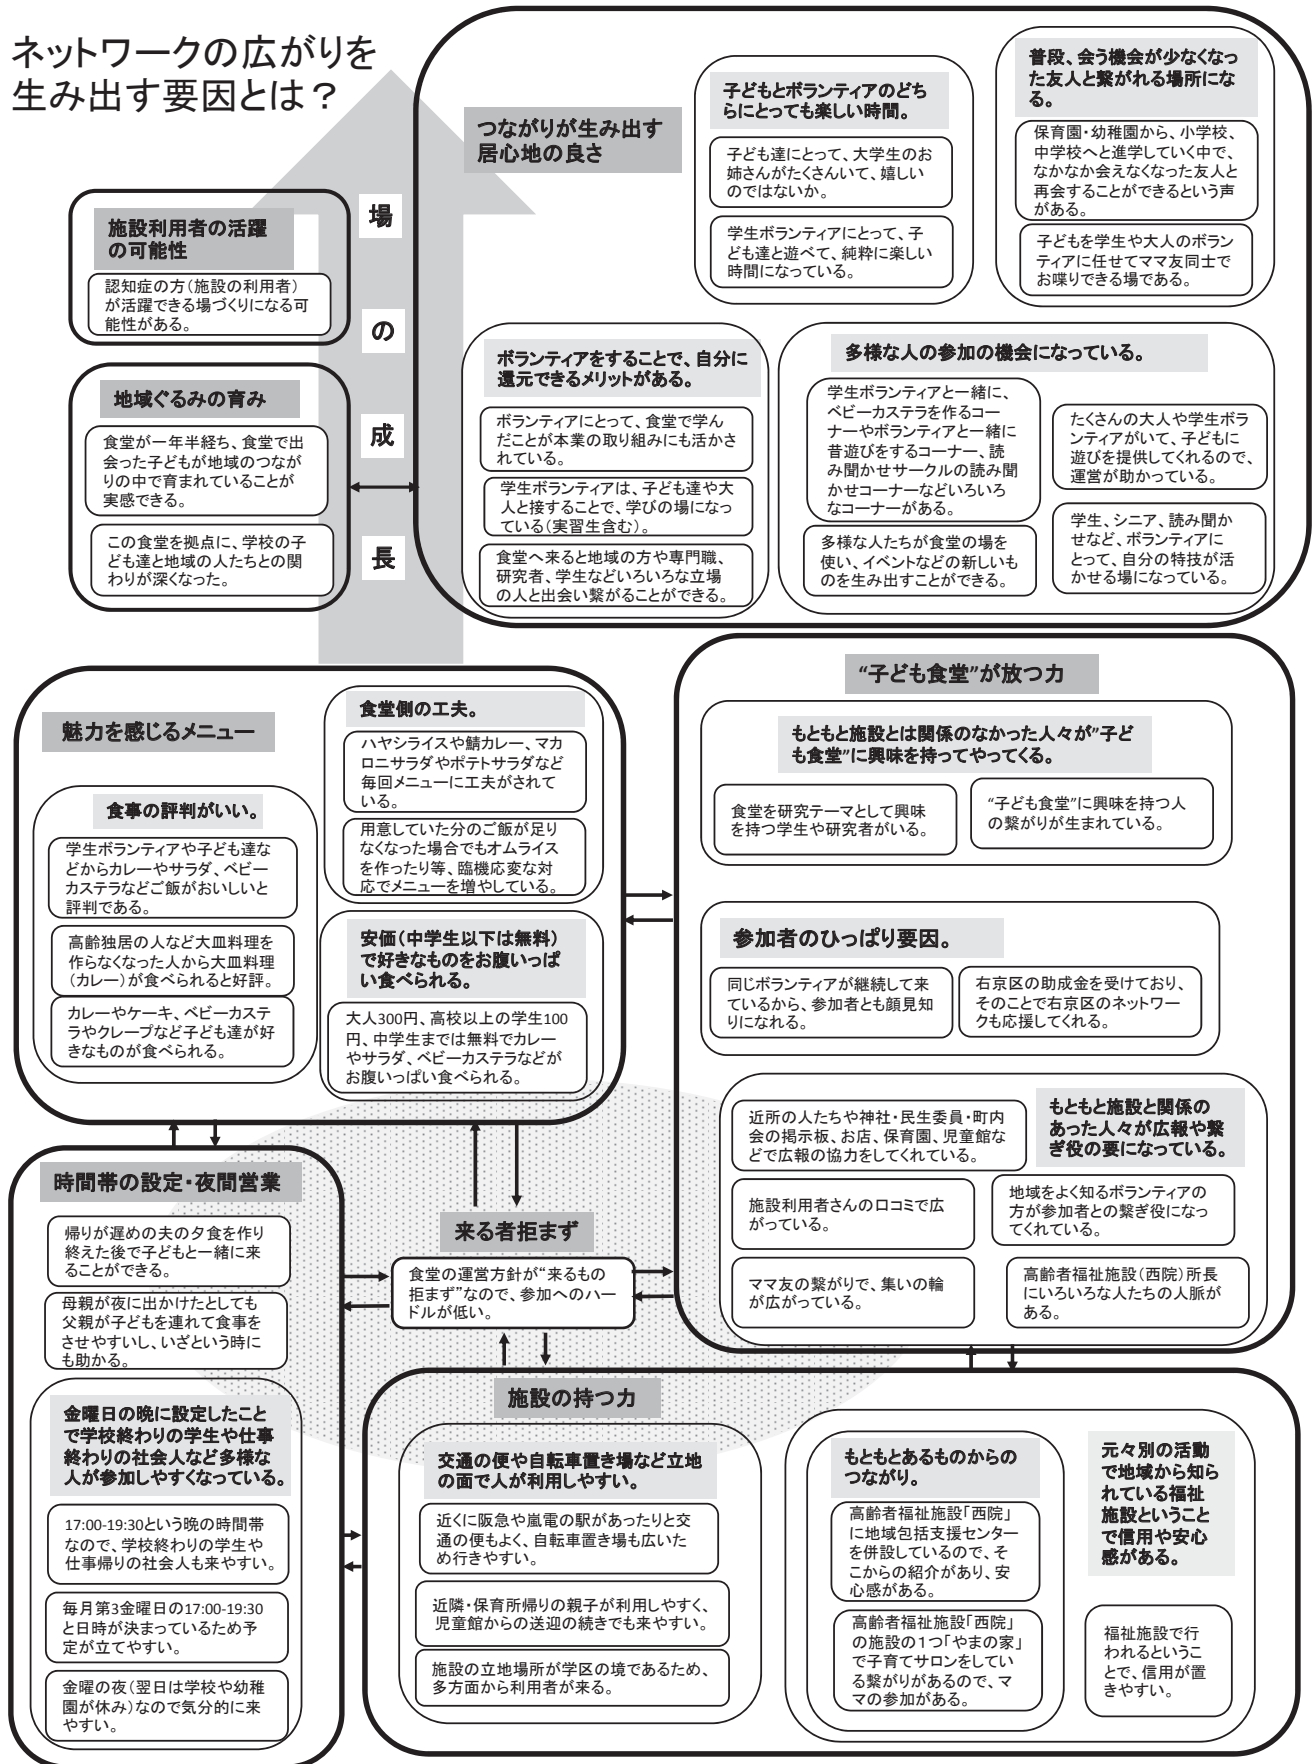 ネットワークの広がりを
生み出す要因とは？
場
の
成
長
つながりが生み出す
居心地の良さ
子どもとボランティアのどち
らにとっても楽しい時間。
子ども達にとって、大学生のお
姉さんがたくさんいて、嬉しい
のではないか。
学生ボランティアにとって、子
ども達と遊べて、純粋に楽しい
時間になっている。
普段、会う機会が少なくなっ
た友人と繋がれる場所にな
る。
保育園・幼稚園から、小学校、
中学校へと進学していく中で、
なかなか会えなくなった友人と
再会することができるという声
がある。
子どもを学生や大人のボラン
ティアに任せてママ友同士で
お喋りできる場である。
ボランティアをすることで、自分に
還元できるメリットがある。
ボランティアにとって、食堂で学ん
だことが本業の取り組みにも活かさ
れている。
学生ボランティアは、子ども達や大
人と接することで、学びの場になっ
ている（実習生含む）。
食堂へ来ると地域の方や専門職、
研究者、学生などいろいろな立場
の人と出会い繋がることができる。
多様な人の参加の機会になっている。
学生ボランティアと一緒に、
ベビーカステラを作るコー
ナーやボランティアと一緒に
昔遊びをするコーナー、読
み聞かせサークルの読み聞
かせコーナーなどいろいろ
なコーナーがある。
多様な人たちが食堂の場を
使い、イベントなどの新しいも
のを生み出すことができる。
たくさんの大人や学生ボラ
ンティアがいて、子どもに
遊びを提供してくれるので、
運営が助かっている。
学生、シニア、読み聞か
せなど、ボランティアに
とって、自分の特技が活
かせる場になっている。
施設利用者の活躍
の可能性
認知症の方（施設の利用者）
が活躍できる場づくりになる可
能性がある。
地域ぐるみの育み
食堂が一年半経ち、食堂で出
会った子どもが地域のつなが
りの中で育まれていることが
実感できる。
この食堂を拠点に、学校の子
ども達と地域の人たちとの関
わりが深くなった。
魅力を感じるメニュー
食事の評判がいい。
学生ボランティアや子ども達な
どからカレーやサラダ、ベビー
カステラなどご飯がおいしいと
評判である。
高齢独居の人など大皿料理を
作らなくなった人から大皿料理
（カレー）が食べられると好評。
カレーやケーキ、ベビーカステ
ラやクレープなど子ども達が好
きなものが食べられる。
食堂側の工夫。
ハヤシライスや鯖カレー、マカ
ロニサラダやポテトサラダなど
毎回メニューに工夫がされて
いる。
用意していた分のご飯が足り
なくなった場合でもオムライス
を作ったり等、臨機応変な対
応でメニューを増やしている。
安価（中学生以下は無料）
で好きなものをお腹いっぱ
い食べられる。
大人300円、高校以上の学生100
円、中学生までは無料でカレー
やサラダ、ベビーカステラなどが
お腹いっぱい食べられる。
“子ども食堂”が放つ力
もともと施設とは関係のなかった人々が”子ど
も食堂”に興味を持ってやってくる。
食堂を研究テーマとして興味
を持つ学生や研究者がいる。
“子ども食堂”に興味を持つ人
の繋がりが生まれている。
参加者のひっぱり要因。
同じボランティアが継続して来
ているから、参加者とも顔見知
りになれる。
右京区の助成金を受けており、
そのことで右京区のネットワー
クも応援してくれる。
もともと施設と関係の
あった人々が広報や繋
ぎ役の要になっている。
近所の人たちや神社・民生委員・町内
会の掲示板、お店、保育園、児童館な
どで広報の協力をしてくれている。
施設利用者さんの口コミで広
がっている。
地域をよく知るボランティアの
方が参加者との繋ぎ役になっ
てくれている。
ママ友の繋がりで、集いの輪
が広がっている。
高齢者福祉施設（西院）所長
にいろいろな人たちの人脈が
ある。
時間帯の設定・夜間営業
帰りが遅めの夫の夕食を作り
終えた後で子どもと一緒に来
ることができる。
母親が夜に出かけたとしても
父親が子どもを連れて食事を
させやすいし、いざという時に
も助かる。
金曜日の晩に設定したこと
で学校終わりの学生や仕事
終わりの社会人など多様な
人が参加しやすくなっている。
17:00-19:30という晩の時間帯
なので、学校終わりの学生や
仕事帰りの社会人も来やすい。
毎月第3金曜日の17:00-19:30
と日時が決まっているため予
定が立てやすい。
金曜の夜（翌日は学校や幼稚
園が休み）なので気分的に来
やすい。
来る者拒まず
食堂の運営方針が“来るもの
拒まず”なので、参加へのハー
ドルが低い。
施設の持つ力
交通の便や自転車置き場など立地
の面で人が利用しやすい。
近くに阪急や嵐電の駅があったりと交
通の便もよく、自転車置き場も広いた
め行きやすい。
近隣・保育所帰りの親子が利用しやすく、
児童館からの送迎の続きでも来やすい。
施設の立地場所が学区の境であるため、
多方面から利用者が来る。
もともとあるものからの
つながり。
高齢者福祉施設「西院」
に地域包括支援センター
を併設しているので、そ
こからの紹介があり、安
心感がある。
高齢者福祉施設「西院」
の施設の1つ「やまの家」
で子育てサロンをしてい
る繋がりがあるので、マ
マの参加がある。
元々別の活動
で地域から知ら
れている福祉
施設ということ
で信用や安心
感がある。
福祉施設で行
われるというこ
とで、信用が置
きやすい。